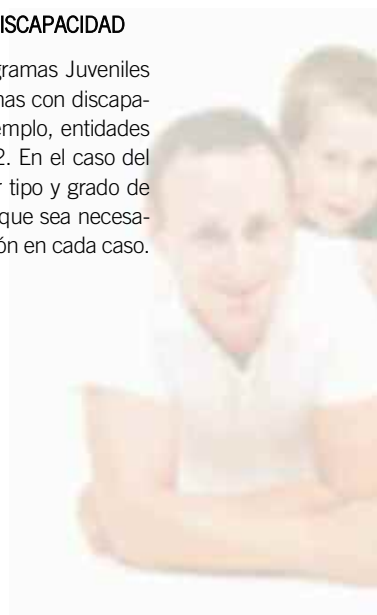 ISCAPACIDAD
gramas Juveniles
nas con discapa-
emplo, entidades
2. En el caso del
r tipo y grado de
que sea necesa-
ón en cada caso.